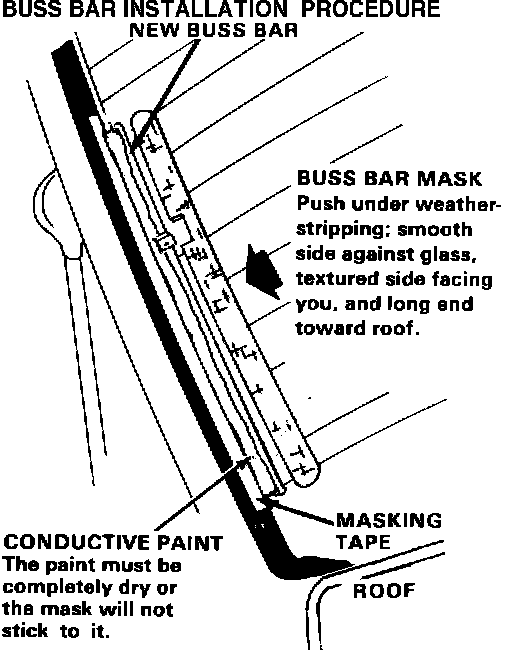 BUSS BAR INSTALLATION PROCEDURE
NEW BUSS BAR
BUSS BAR MASK
Push under weather-
stripping; smooth
side against glass,
textured side facing
you, and long end
toward roof.
MASKING
TAPE
CONDUCTIVE PAINT
The paint must be
completely dry or
the mask will not
stick to it.
ROOF